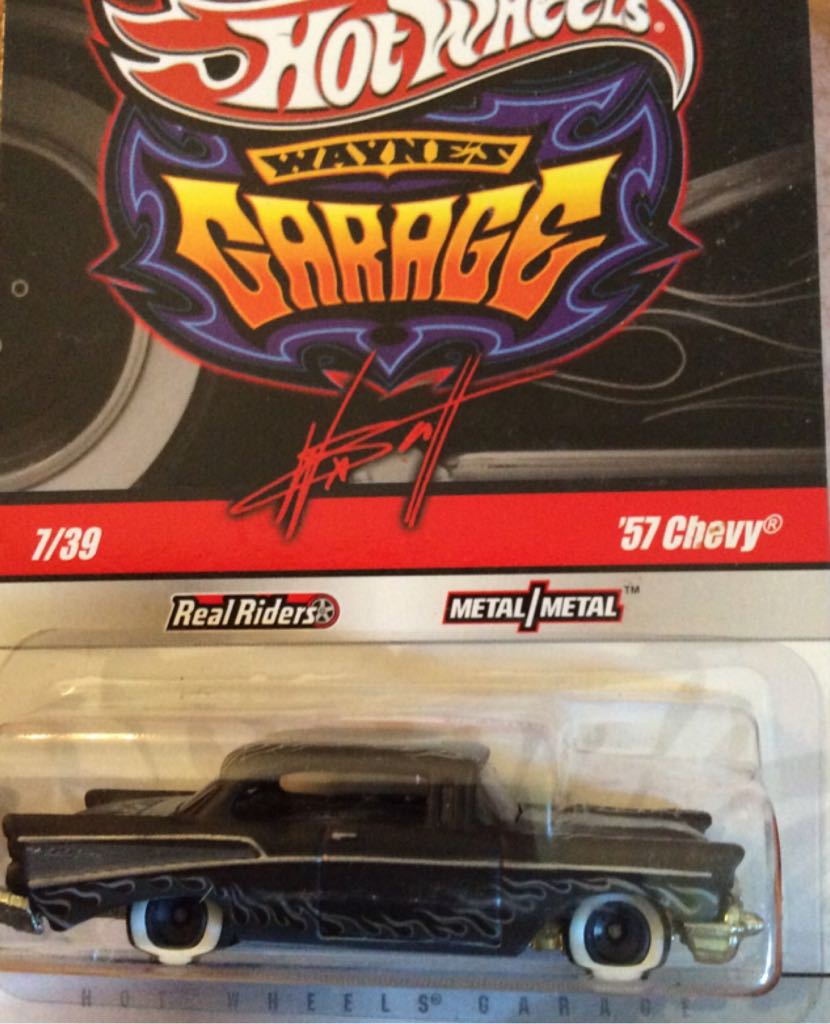 Hot Wheels®
WAYNE'S
GARAGE
7/39
'57 Chevy®
Real Riders
METAL/METAL™
HOT WHEELS® GARAGE